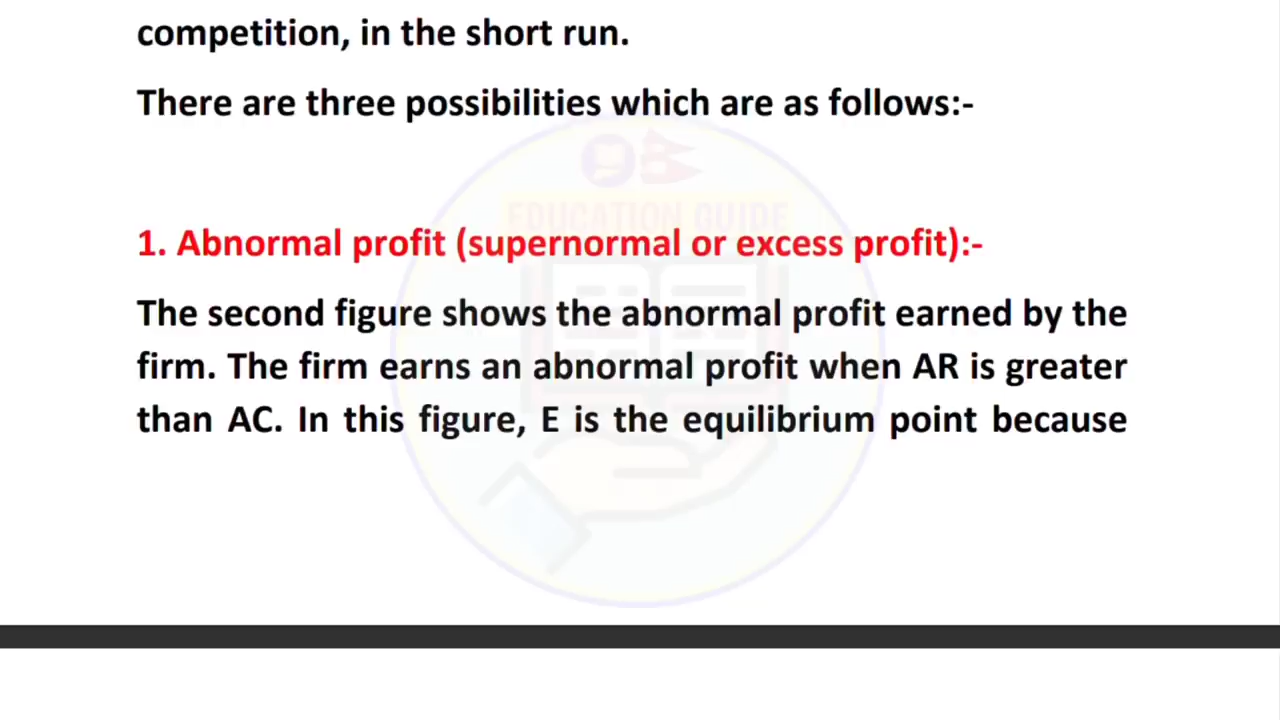 competition, in the short run.
There are three possibilities which are as follows:-
EDUCATION GUIDE
1. Abnormal profit (supernormal or excess profit):-
The second figure shows the abnormal profit earned by the
firm. The firm earns an abnormal profit when AR is greater
than AC. In this figure, E is the equilibrium point because